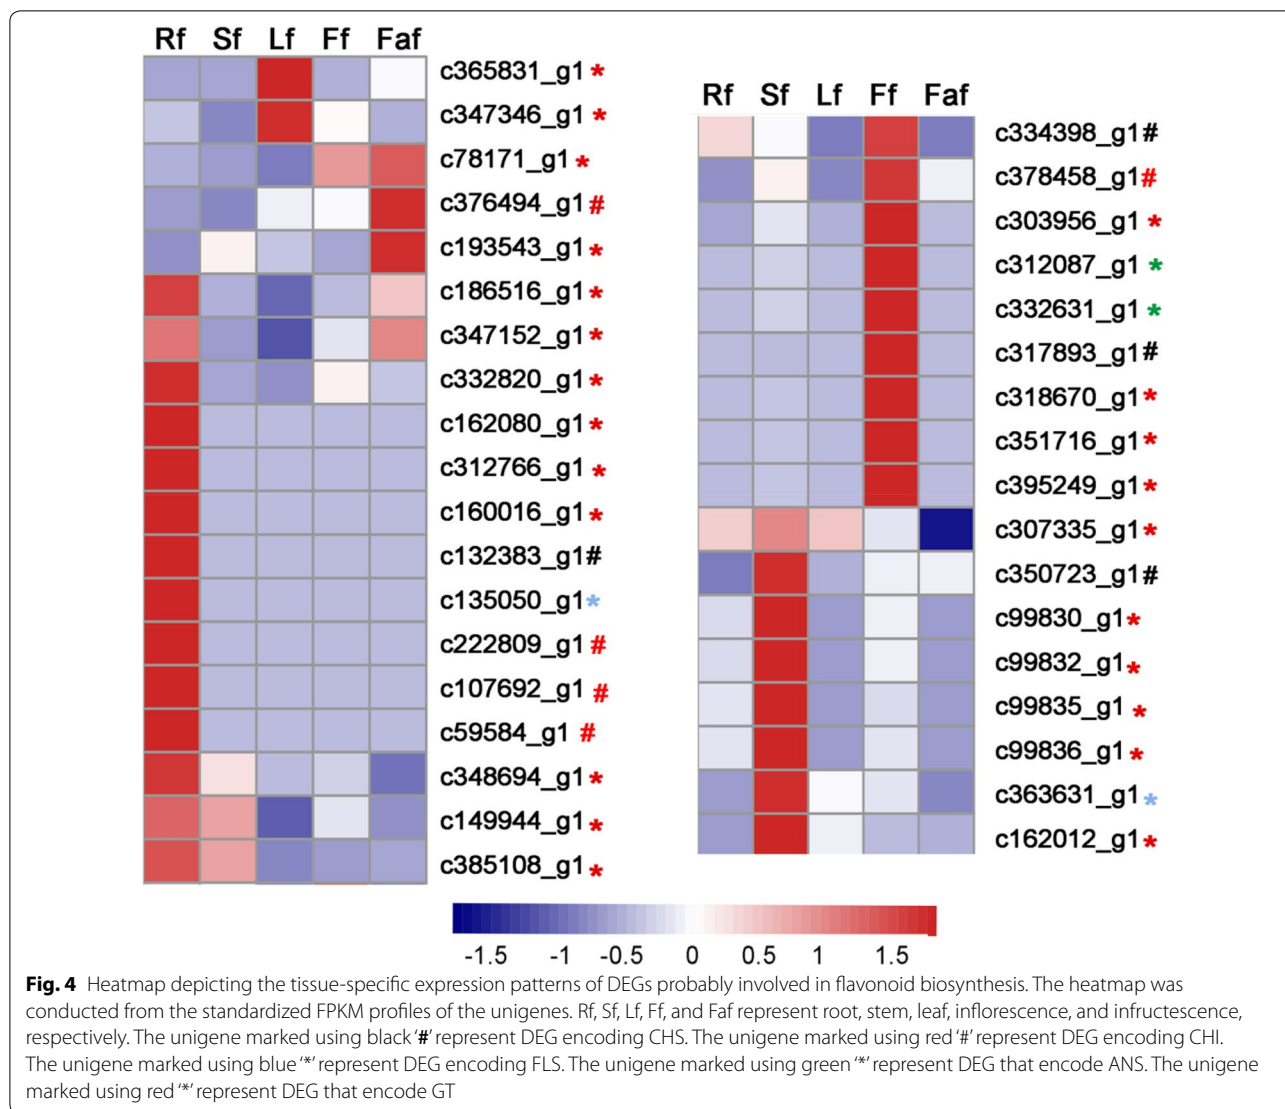 Rf Sf Lf Ff Faf
c365831_g1*
c347346_g1*
c78171_g1*
c376494_g1#
c193543_g1*
c186516_g1*
c347152_g1*
c332820_g1*
c162080_g1*
c312766_g1*
c160016_g1*
c132383_g1#
c135050_g1*
c222809_g1#
c107692_g1#
c59584_g1#
c348694_g1*
c149944_g1*
c385108_g1*
Rf Sf Lf Ff Faf
c334398_g1#
c378458_g1#
c303956_g1*
c312087_g1*
c332631_g1*
c317893_g1#
c318670_g1*
c351716_g1*
c395249_g1*
c307335_g1*
c350723_g1#
c99830_g1*
c99832_g1*
c99835_g1*
c99836_g1*
c363631_g1*
c162012_g1*
-1.5 -1 -0.5 0 0.5 1 1.5
Fig. 4 Heatmap depicting the tissue-specific expression patterns of DEGs probably involved in flavonoid biosynthesis. The heatmap was
conducted from the standardized FPKM profiles of the unigenes. Rf, Sf, Lf, Ff, and Faf represent root, stem, leaf, inflorescence, and infructescence,
respectively. The unigene marked using black ‘#’ represent DEG encoding CHS. The unigene marked using red ‘#’ represent DEG encoding CHI.
The unigene marked using blue ‘*’ represent DEG encoding FLS. The unigene marked using green ‘*’ represent DEG that encode ANS. The unigene
marked using red ‘*’ represent DEG that encode GT